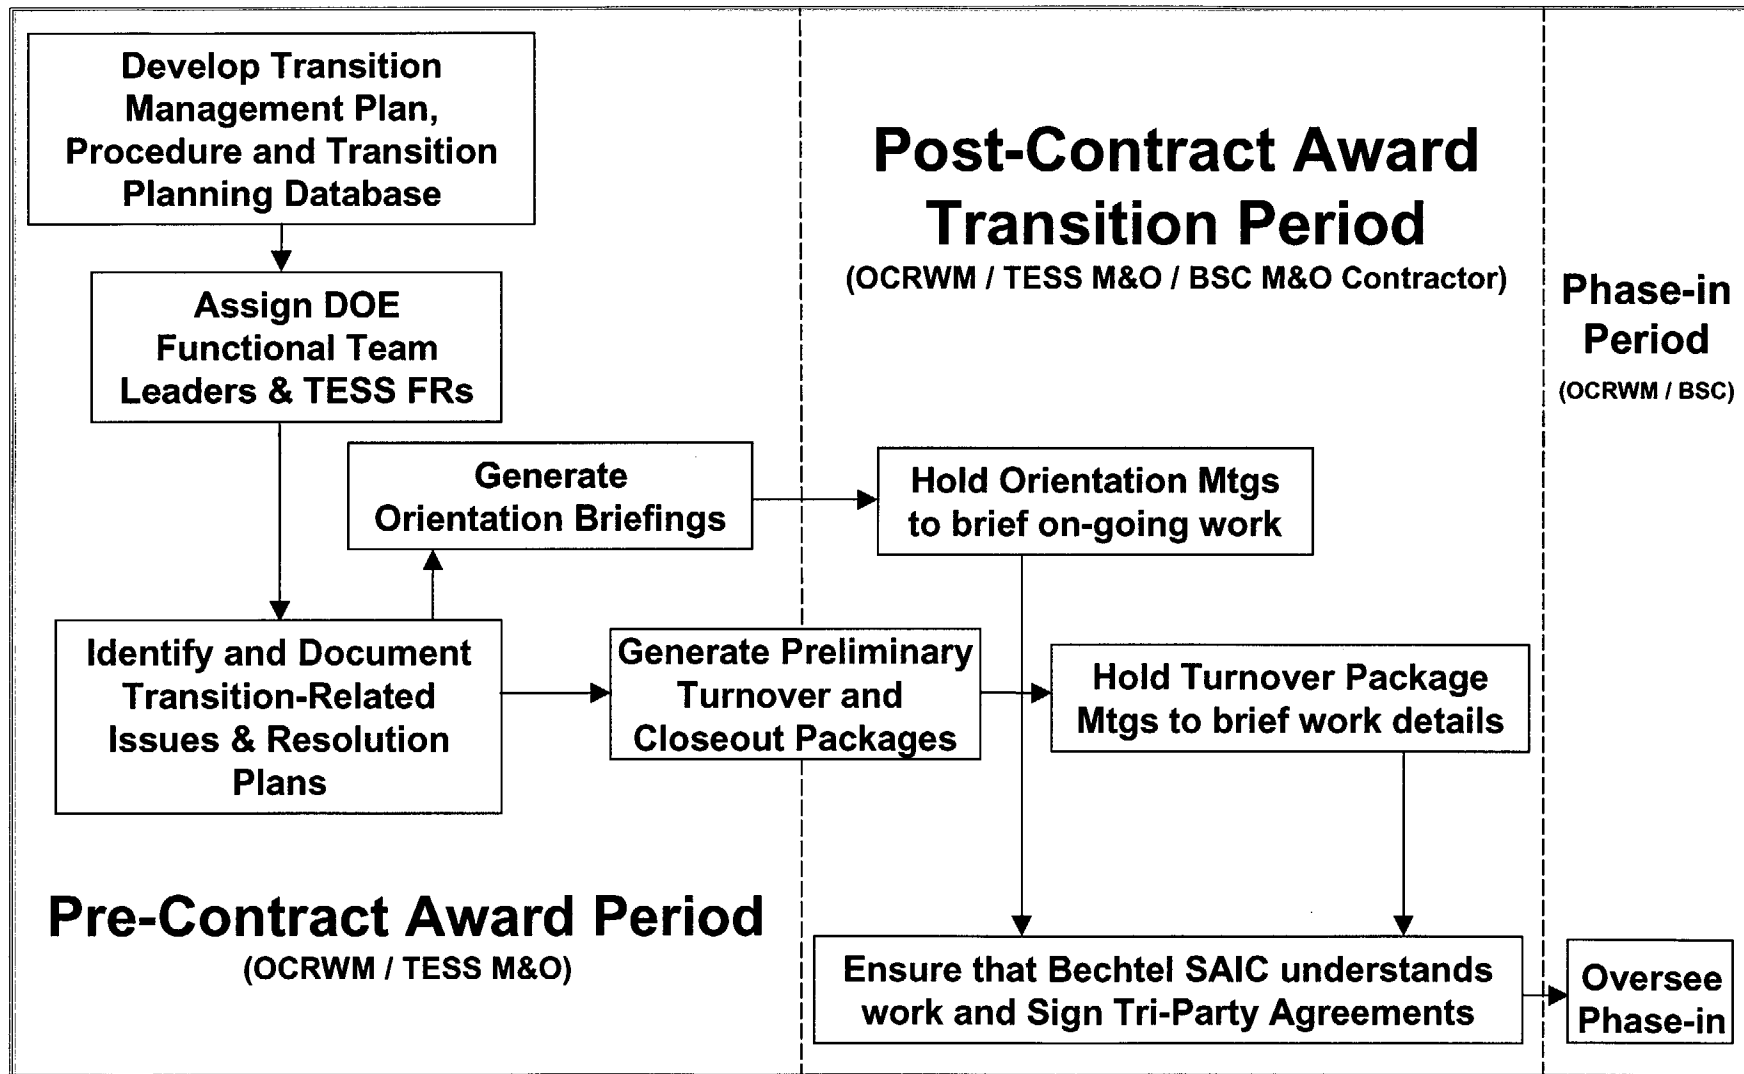 Develop Transition
Management Plan,
Procedure and Transition
Planning Database
Assign DOE
Functional Team
Leaders & TESS FRs
Generate
Orientation Briefings
Identify and Document
Transition-Related
Issues & Resolution
Plans
Generate Preliminary
Turnover and
Closeout Packages
Pre-Contract Award Period
(OCRWM / TESS M&O)
Post-Contract Award
Transition Period
(OCRWM / TESS M&O / BSC M&O Contractor)
Hold Orientation Mtgs
to brief on-going work
Hold Turnover Package
Mtgs to brief work details
Ensure that Bechtel SAIC understands
work and Sign Tri-Party Agreements
Phase-in
Period
(OCRWM / BSC)
Oversee
Phase-in